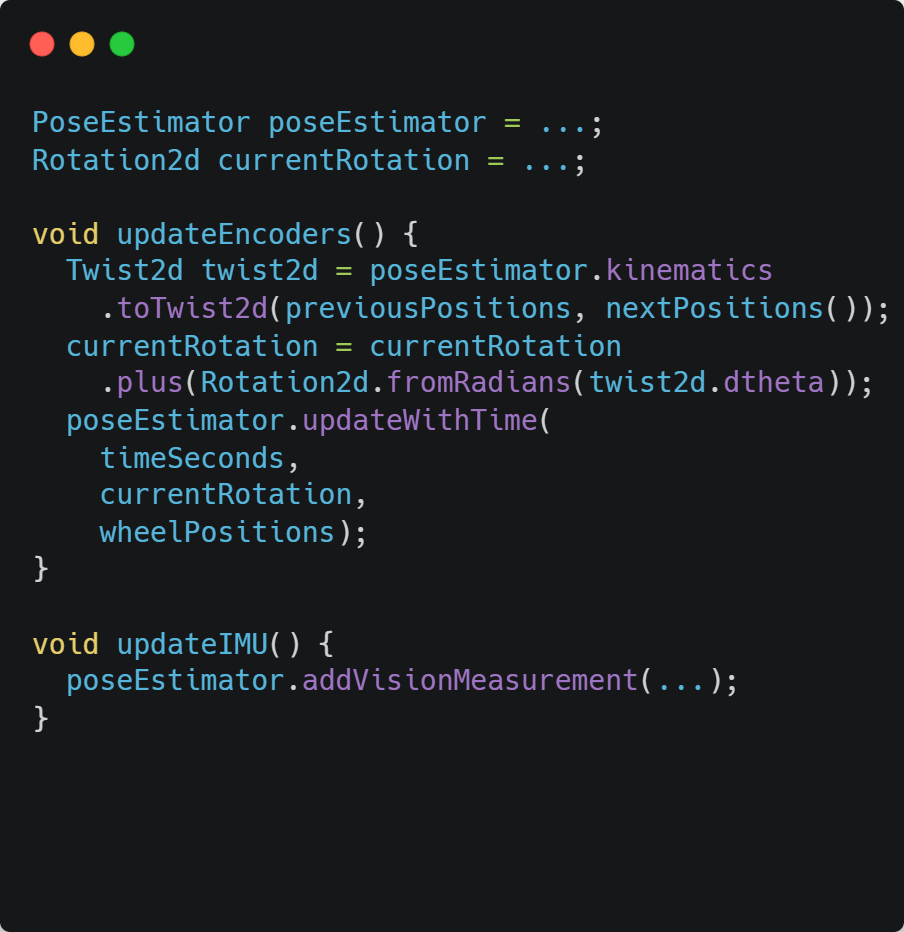 PoseEstimator poseEstimator = ...;
Rotation2d currentRotation = ...;
void updateEncoders() {
Twist2d twist2d = poseEstimator.kinematics
.toTwist2d(previousPositions, nextPositions());
currentRotation = currentRotation
.plus(Rotation2d.fromRadians(twist2d.dtheta));
poseEstimator.updateWithTime(
timeSeconds,
currentRotation,
wheelPositions);
}
void updateIMU() {
poseEstimator.addVisionMeasurement(...);
}